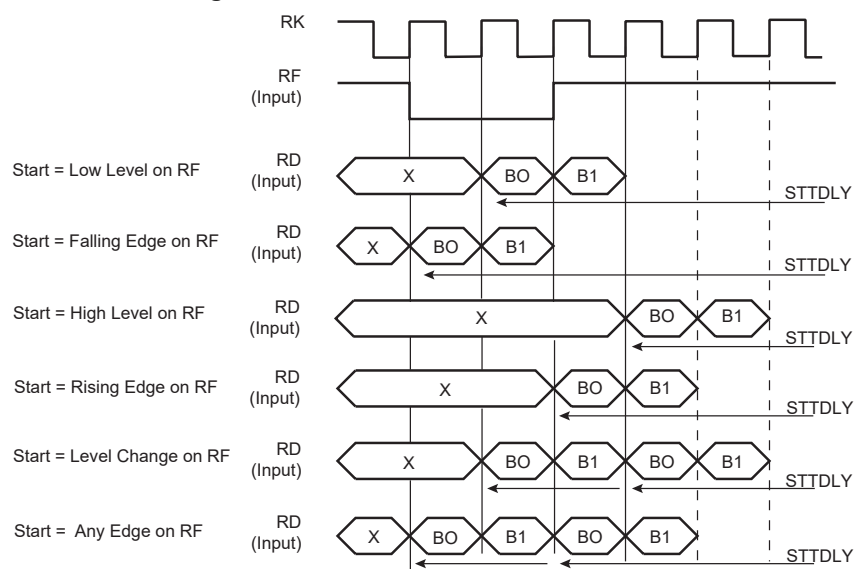 RK
RF
(Input)
Start = Low Level on RF
RD
(Input)
X
BO
B1
STTDLY
Start = Falling Edge on RF
RD
(Input)
X
BO
B1
STTDLY
Start = High Level on RF
RD
(Input)
X
BO
B1
STTDLY
Start = Rising Edge on RF
RD
(Input)
X
BO
B1
STTDLY
Start = Level Change on RF
RD
(Input)
X
BO
B1
BO
B1
STTDLY
Start = Any Edge on RF
RD
(Input)
X
BO
B1
BO
B1
STTDLY